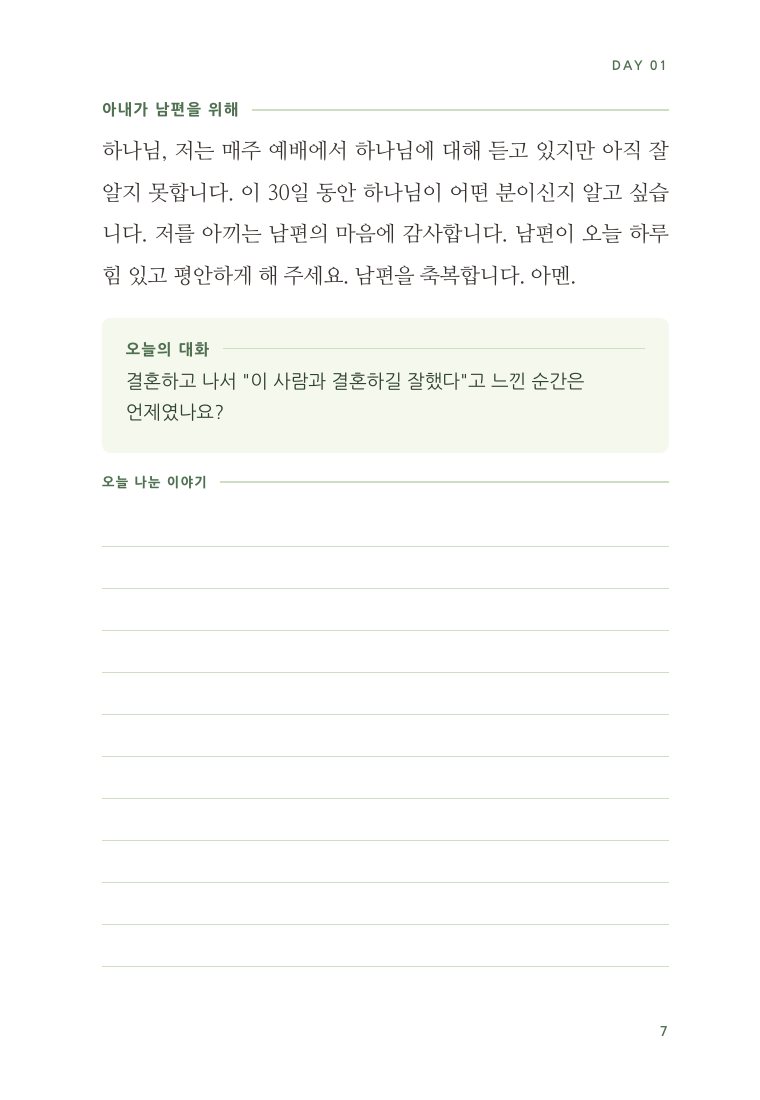 DAY 01
아내가 남편을 위해
하나님, 저는 매주 예배에서 하나님에 대해 듣고 있지만 아직 잘
알지 못합니다. 이 30일 동안 하나님이 어떤 분이신지 알고 싶습
니다. 저를 아끼는 남편의 마음에 감사합니다. 남편이 오늘 하루
힘 있고 평안하게 해 주세요. 남편을 축복합니다. 아멘.
오늘의 대화
결혼하고 나서 "이 사람과 결혼하길 잘했다"고 느낀 순간은
언제였나요?
오늘 나눈 이야기
7